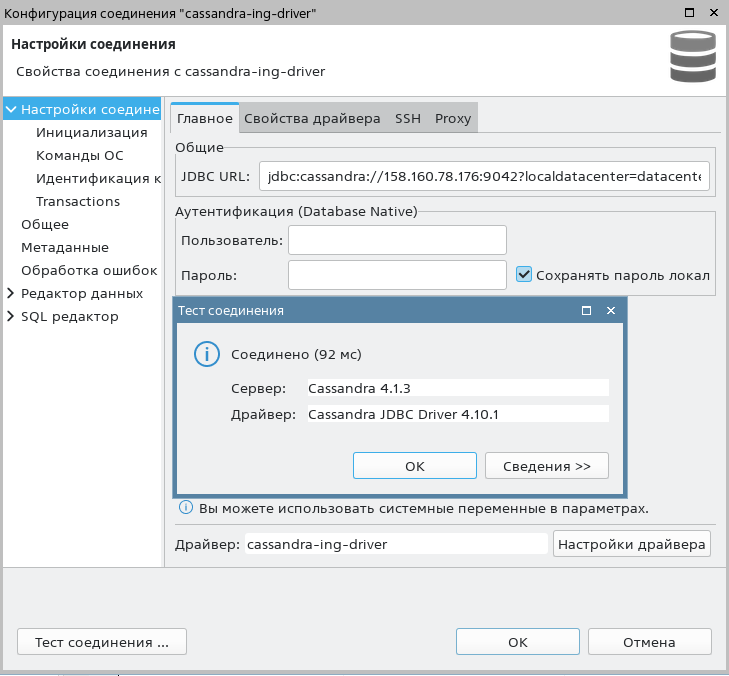 Конфигурация соединения "cassandra-ing-driver"
Настройки соединения
Свойства соединения с cassandra-ing-driver
Настройки соедине
Инициализация
Команды ОС
Идентификация к
Transactions
Общее
Метаданные
Обработка ошибок
Редактор данных
SQL редактор
Главное Свойства драйвера SSH Proxy
Общие
JDBC URL: jdbc:cassandra://158.160.78.176:9042?localdatacenter=datacente
Аутентификация (Database Native)
Пользователь:
Пароль: Сохранять пароль локал
Тест соединения
Соединено (92 мс)
Сервер: Cassandra 4.1.3
Драйвер: Cassandra JDBC Driver 4.10.1
OK Сведения >>
Вы можете использовать системные переменные в параметрах.
Драйвер: cassandra-ing-driver Настройки драйвера
Тест соединения ... OK Отмена